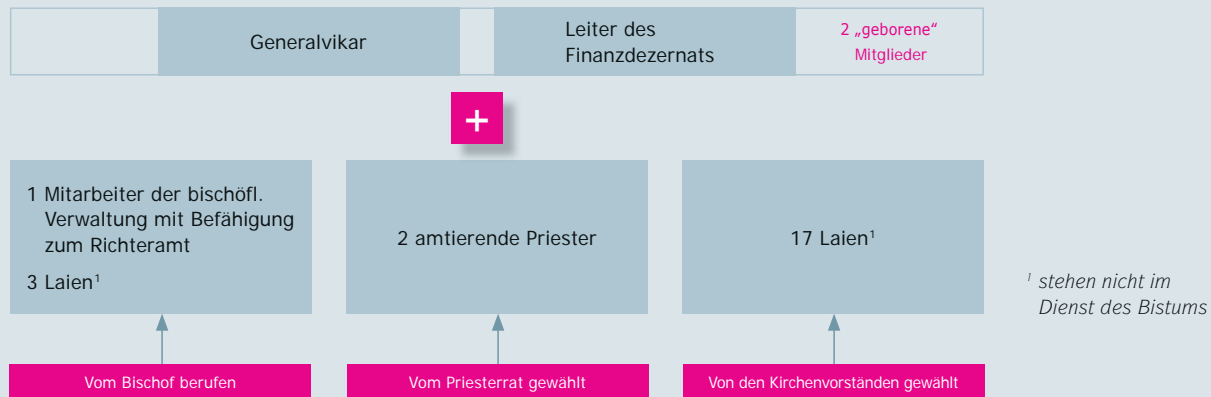 Generalvikar
Leiter des
Finanzdezernats
2 „geborene“
Mitglieder
+
1 Mitarbeiter der bischöfl.
Verwaltung mit Befähigung
zum Richteramt
3 Laien¹
2 amtierende Priester
17 Laien¹
¹ stehen nicht im
Dienst des Bistums
Vom Bischof berufen
Vom Priesterrat gewählt
Von den Kirchenvorständen gewählt